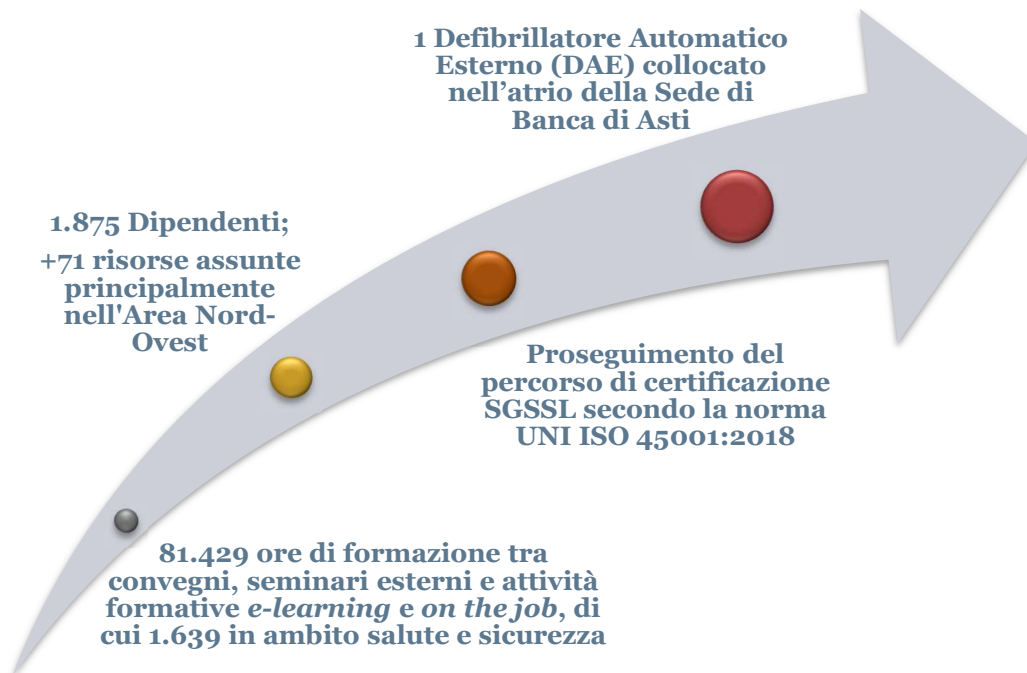 1 Defibrillatore Automatico
Esterno (DAE) collocato
nell’atrio della Sede di
Banca di Asti
1.875 Dipendenti;
+71 risorse assunte
principalmente
nell'Area Nord-
Ovest
Proseguimento del
percorso di certificazione
SGSSL secondo la norma
UNI ISO 45001:2018
81.429 ore di formazione tra
convegni, seminari esterni e attività
formative e-learning e on the job, di
cui 1.639 in ambito salute e sicurezza